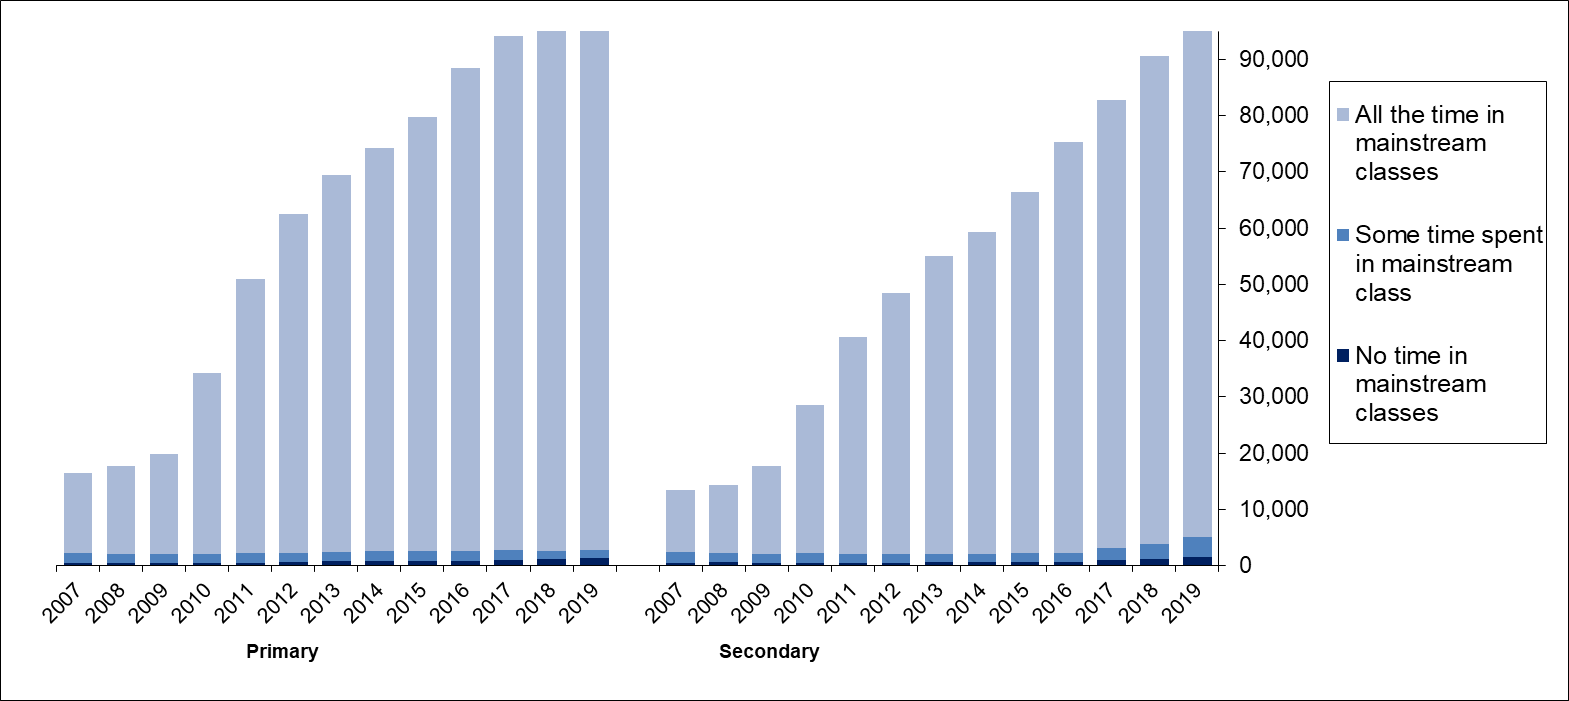 90,000
80,000
70,000
60,000
50,000
40,000
30,000
20,000
10,000
0
All the time in
mainstream
classes
Some time spent
in mainstream
class
No time in
mainstream
classes
2007 2008 2009 2010 2011 2012 2013 2014 2015 2016 2017 2018 2019 2007 2008 2009 2010 2011 2012 2013 2014 2015 2016 2017 2018 2019
Primary Secondary